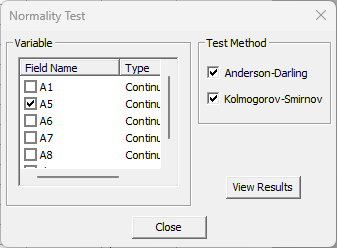 Normality Test
Variable
Field Name Type
A1 Continu
A5 Continu
A6 Continu
A7 Continu
A8 Continu
Test Method
Anderson-Darling
Kolmogorov-Smirnov
View Results
Close